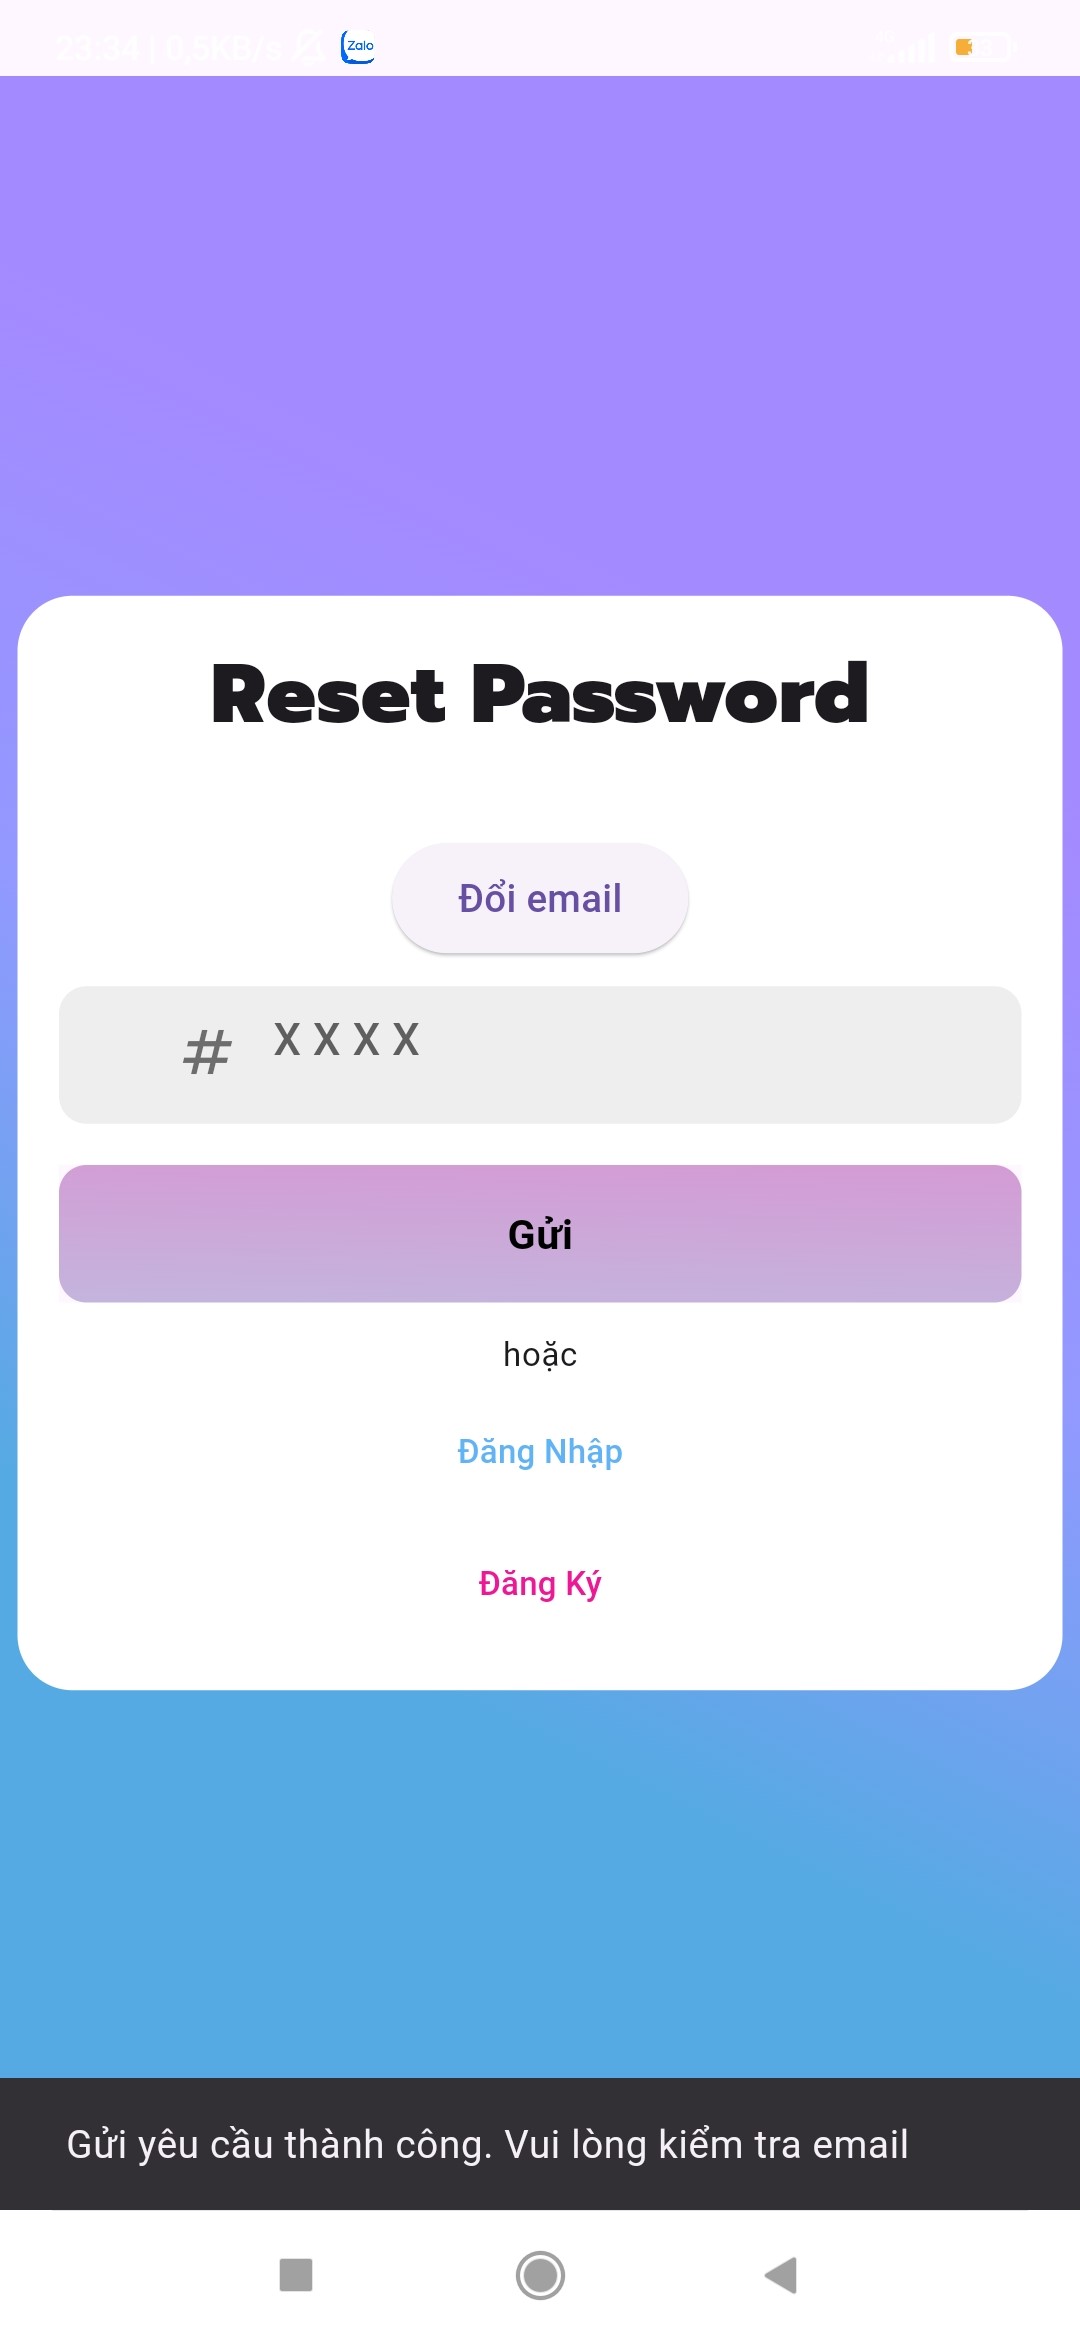 23:34 | 0,5KB/s
Zalo
Reset Password
Đổi email
# X X X X
Gửi
hoặc
Đăng Nhập
Đăng Ký
Gửi yêu cầu thành công. Vui lòng kiểm tra email